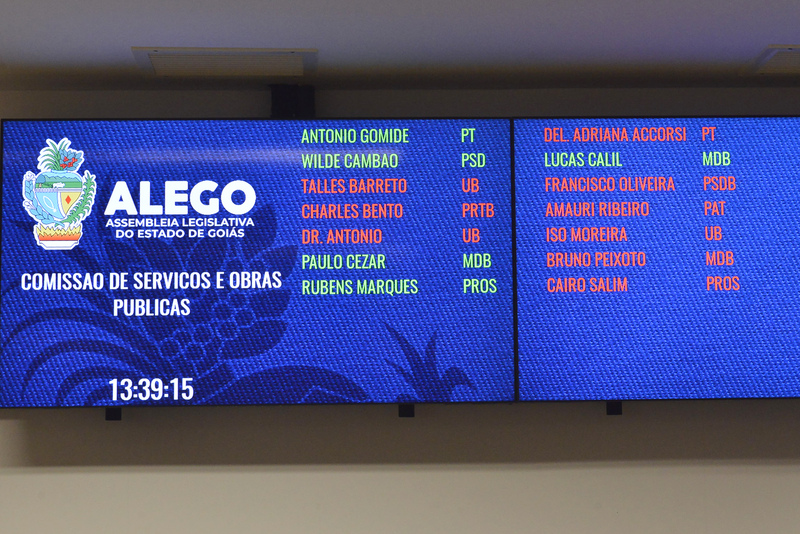 ALEGO
ASSEMBLEIA LEGISLATIVA
DO ESTADO DE GOIÁS
COMISSAO DE SERVICOS E OBRAS
PUBLICAS
13:39:15
ANTONIO GOMIDE PT
WILDE CAMBAO PSD
TALLES BARRETO UB
CHARLES BENTO PRTB
DR. ANTONIO UB
PAULO CEZAR MDB
RUBENS MARQUES PROS
DEL. ADRIANA ACCORSI PT
LUCAS CALIL MDB
FRANCISCO OLIVEIRA PSDB
AMAURI RIBEIRO PAT
ISO MOREIRA UB
BRUNO PEIXOTO MDB
CAIRO SALIM PROS